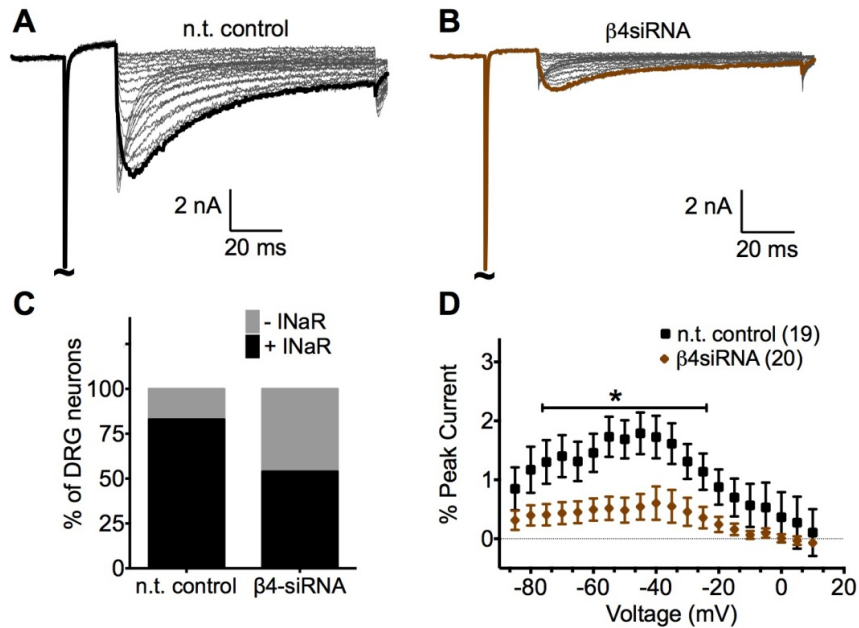 A
n.t. control
2 nA
20 ms
~
B
β4siRNA
2 nA
20 ms
~
C
- INaR
+ INaR
% of DRG neurons
100
75
50
25
0
n.t. control
β4-siRNA
D
n.t. control (19)
β4siRNA (20)
*
% Peak Current
3
2
1
0
-80
-60
-40
-20
0
20
Voltage (mV)